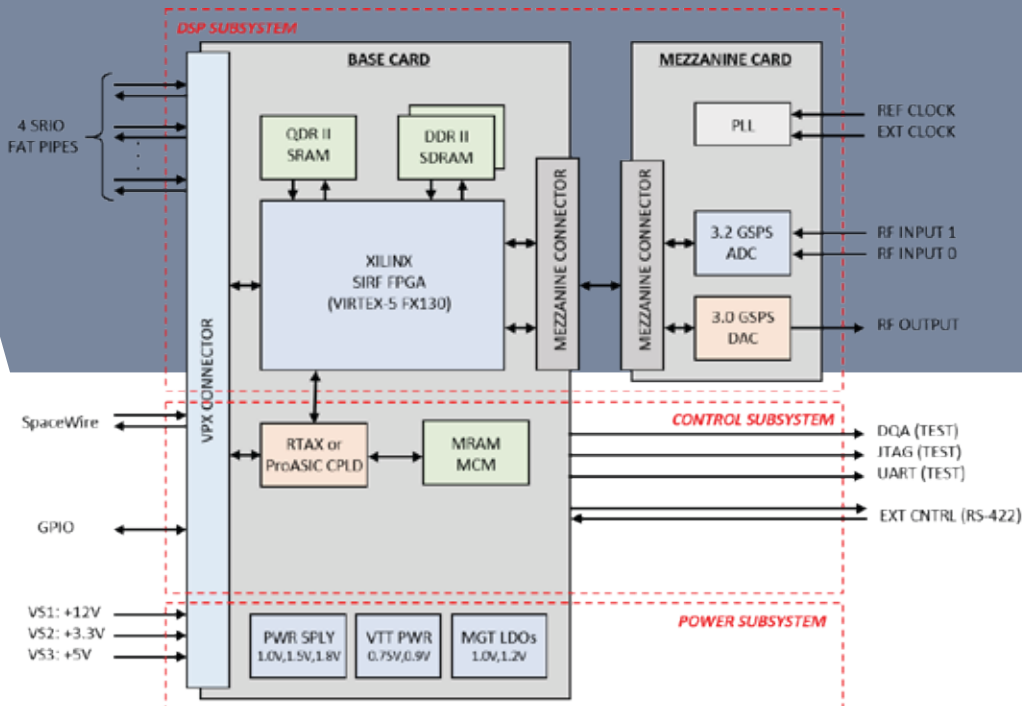 DSP SUBSYSTEM
BASE CARD
MEZZANINE CARD
4 SRIO
FAT PIPES
QDR II
SRAM
DDR II
SDRAM
PLL
REF CLOCK
EXT CLOCK
VPX CONNECTOR
XILINX
SIRF FPGA
(VIRTEX-5 FX130)
MEZZANINE CONNECTOR
MEZZANINE CONNECTOR
3.2 GSPS
ADC
RF INPUT 1
RF INPUT 0
3.0 GSPS
DAC
RF OUTPUT
SpaceWire
CONTROL SUBSYSTEM
RTAX or
ProASIC CPLD
MRAM
MCM
DQA (TEST)
JTAG (TEST)
UART (TEST)
GPIO
EXT CNTRL (RS-422)
VS1: +12V
VS2: +3.3V
VS3: +5V
POWER SUBSYSTEM
PWR SPLY
1.0V,1.5V,1.8V
VTT PWR
0.75V,0.9V
MGT LDOs
1.0V,1.2V